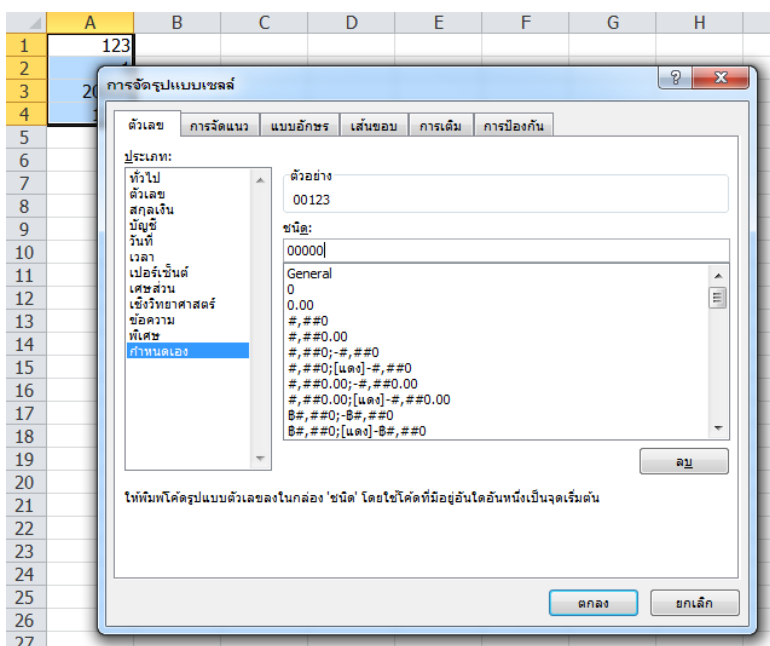 A B C D E F G H
1 123
2
3 20
4 1
5
6
7
8
9
10
11
12
13
14
15
16
17
18
19
20
21
22
23
24
25
26
27
การจัดรูปแบบเซลล์
ตัวเลข การจัดแนว แบบอักษร เส้นขอบ การเติม การป้องกัน
ประเภท:
ทั่วไป
ตัวเลข
สกุลเงิน
บัญชี
วันที่
เวลา
เปอร์เซ็นต์
เศษส่วน
เชิงวิทยาศาสตร์
ข้อความ
พิเศษ
กำหนดเอง
ตัวอย่าง
00123
ชนิด:
00000
General
0
0.00
#,##0
#,##0.00
#,##0;-#,##0
#,##0;[แดง]-#,##0
#,##0.00;-#,##0.00
#,##0.00;[แดง]-#,##0.00
฿#,##0;-฿#,##0
฿#,##0;[แดง]-฿#,##0
ลบ
ให้พิมพ์โค้ดรูปแบบตัวเลขลงในกล่อง 'ชนิด' โดยใช้โค้ดที่มีอยู่อันใดอันหนึ่งเป็นจุดเริ่มต้น
ตกลง ยกเลิก